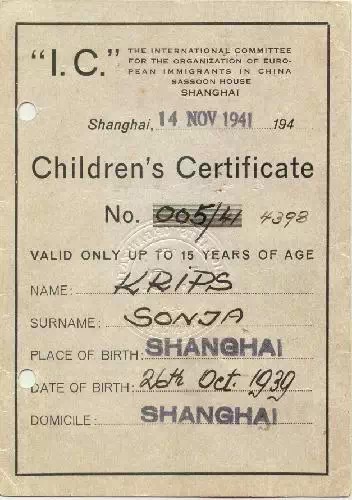 "I.C." THE INTERNATIONAL COMMITTEE
FOR THE ORGANIZATION OF EURO-
PEAN IMMIGRANTS IN CHINA
SASSOON HOUSE
SHANGHAI
Shanghai, 14 NOV 1941 194
Children's Certificate
No. 005/41 4398
VALID ONLY UP TO 15 YEARS OF AGE
NAME: KRIPS
SURNAME: SONJA
PLACE OF BIRTH: SHANGHAI
DATE OF BIRTH: 26th Oct. 1939
DOMICILE: SHANGHAI